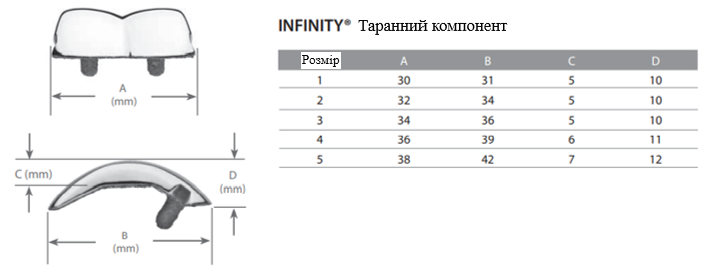 INFINITY® Таранний компонент
Розмір A B C D
1 30 31 5 10
2 32 34 5 10
3 34 36 5 10
4 36 39 6 11
5 38 42 7 12
A
(mm)
C (mm)
D
(mm)
B
(mm)